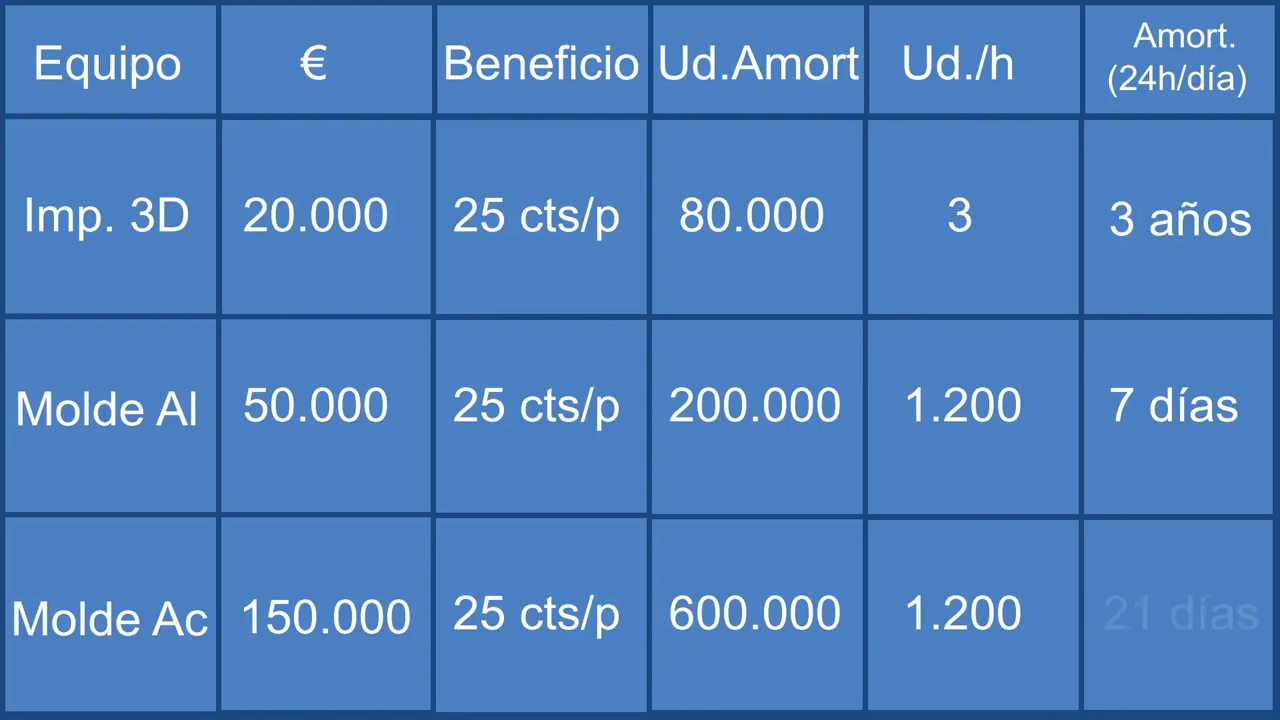 Equipo € Beneficio Ud.Amort Ud./h Amort.
(24h/día)
Imp. 3D 20.000 25 cts/p 80.000 3 3 años
Molde Al 50.000 25 cts/p 200.000 1.200 7 días
Molde Ac 150.000 25 cts/p 600.000 1.200 21 días